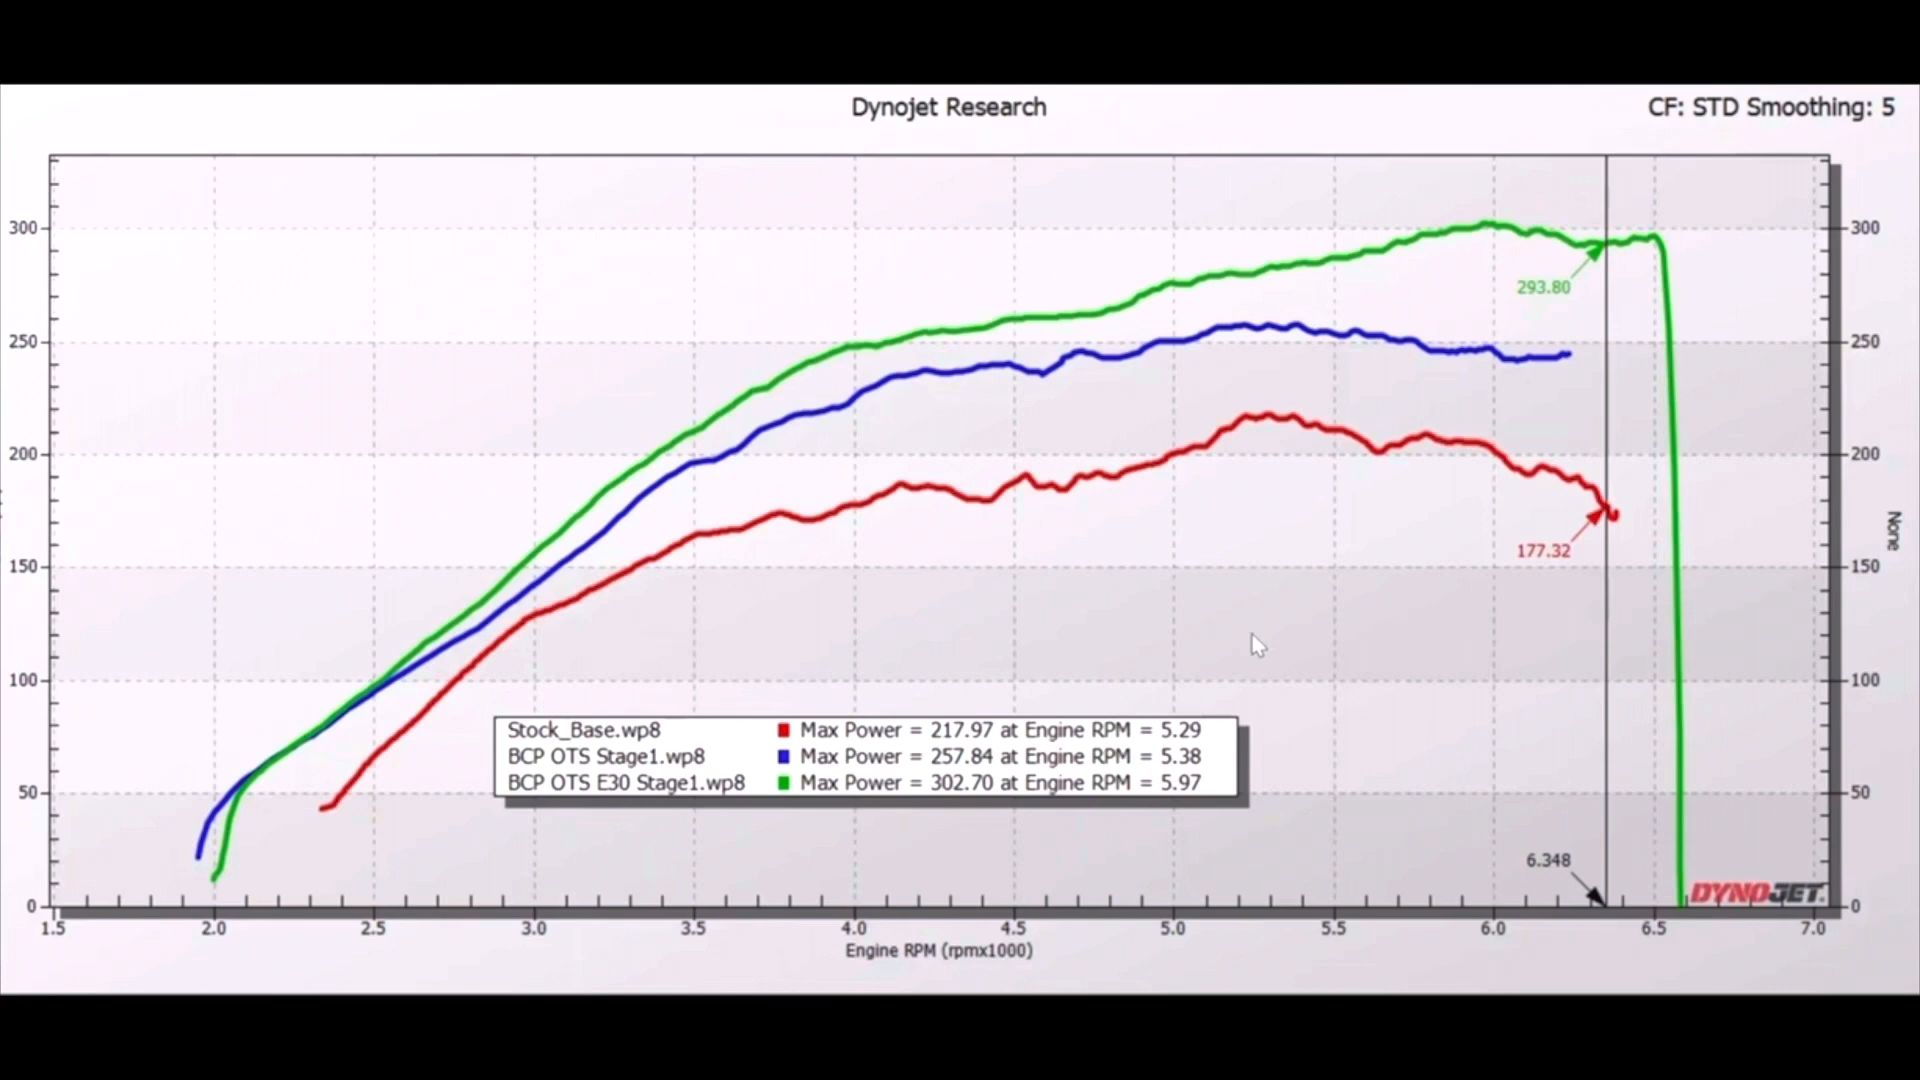 Dynojet Research
CF: STD Smoothing: 5
300
250
200
150
100
50
0
300
250
200
150
100
50
0
None
293.80
177.32
6.348
Stock_Base.wp8 Max Power = 217.97 at Engine RPM = 5.29
BCP OTS Stage1.wp8 Max Power = 257.84 at Engine RPM = 5.38
BCP OTS E30 Stage1.wp8 Max Power = 302.70 at Engine RPM = 5.97
DYNOJET
1.5 2.0 2.5 3.0 3.5 4.0 4.5 5.0 5.5 6.0 6.5 7.0
Engine RPM (rpmx1000)